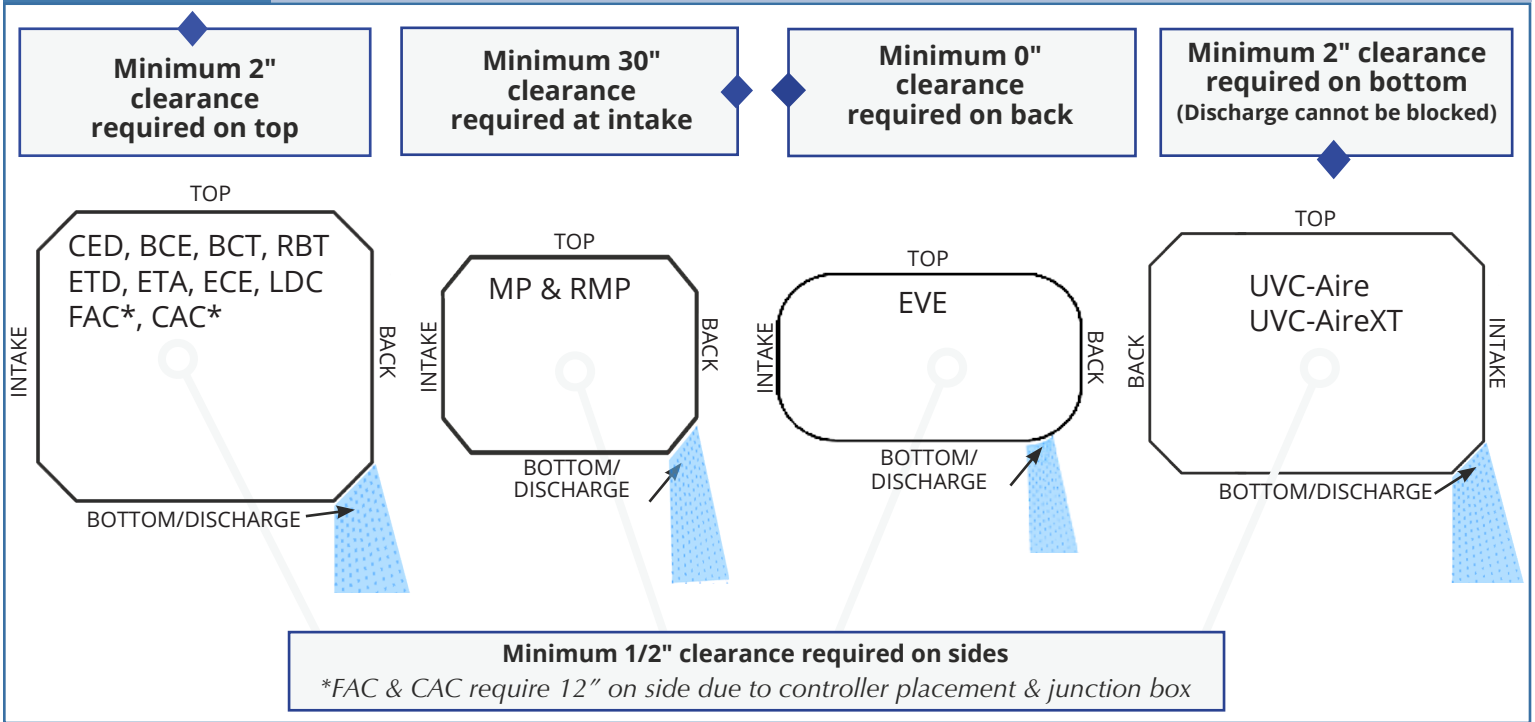 Minimum 2"
clearance
required on top
Minimum 30"
clearance
required at intake
Minimum 0"
clearance
required on back
Minimum 2" clearance
required on bottom
(Discharge cannot be blocked)
TOP
CED, BCE, BCT, RBT
ETD, ETA, ECE, LDC
FAC*, CAC*
INTAKE
BACK
BOTTOM/DISCHARGE
TOP
MP & RMP
INTAKE
BACK
BOTTOM/
DISCHARGE
TOP
EVE
INTAKE
BACK
BOTTOM/
DISCHARGE
TOP
UVC-Aire
UVC-AireXT
BACK
INTAKE
BOTTOM/DISCHARGE
Minimum 1/2" clearance required on sides
*FAC & CAC require 12” on side due to controller placement & junction box